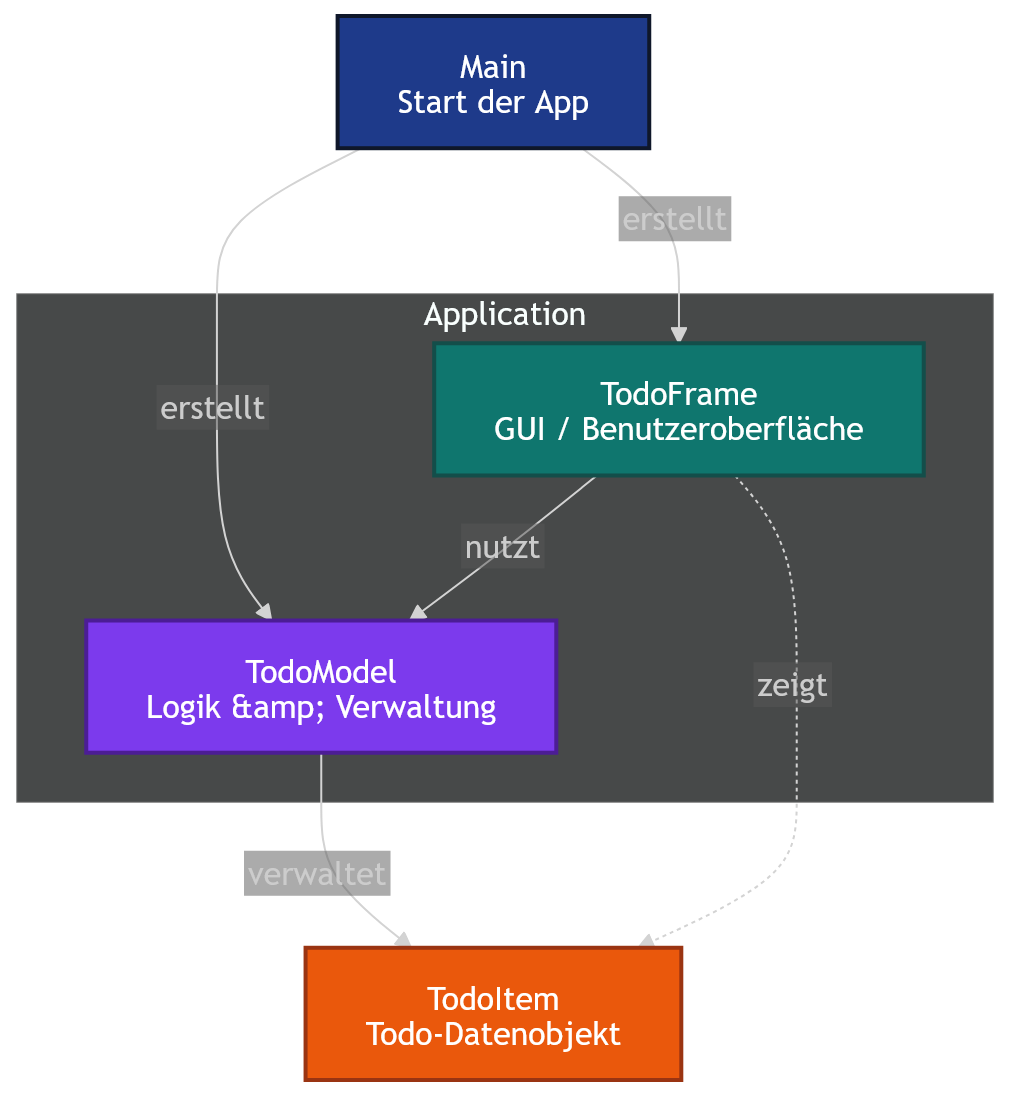 Main
Start der App
erstellt
Application
TodoFrame
GUI / Benutzeroberfläche
erstellt
nutzt
TodoModel
Logik &amp; Verwaltung
zeigt
verwaltet
TodoItem
Todo-Datenobjekt